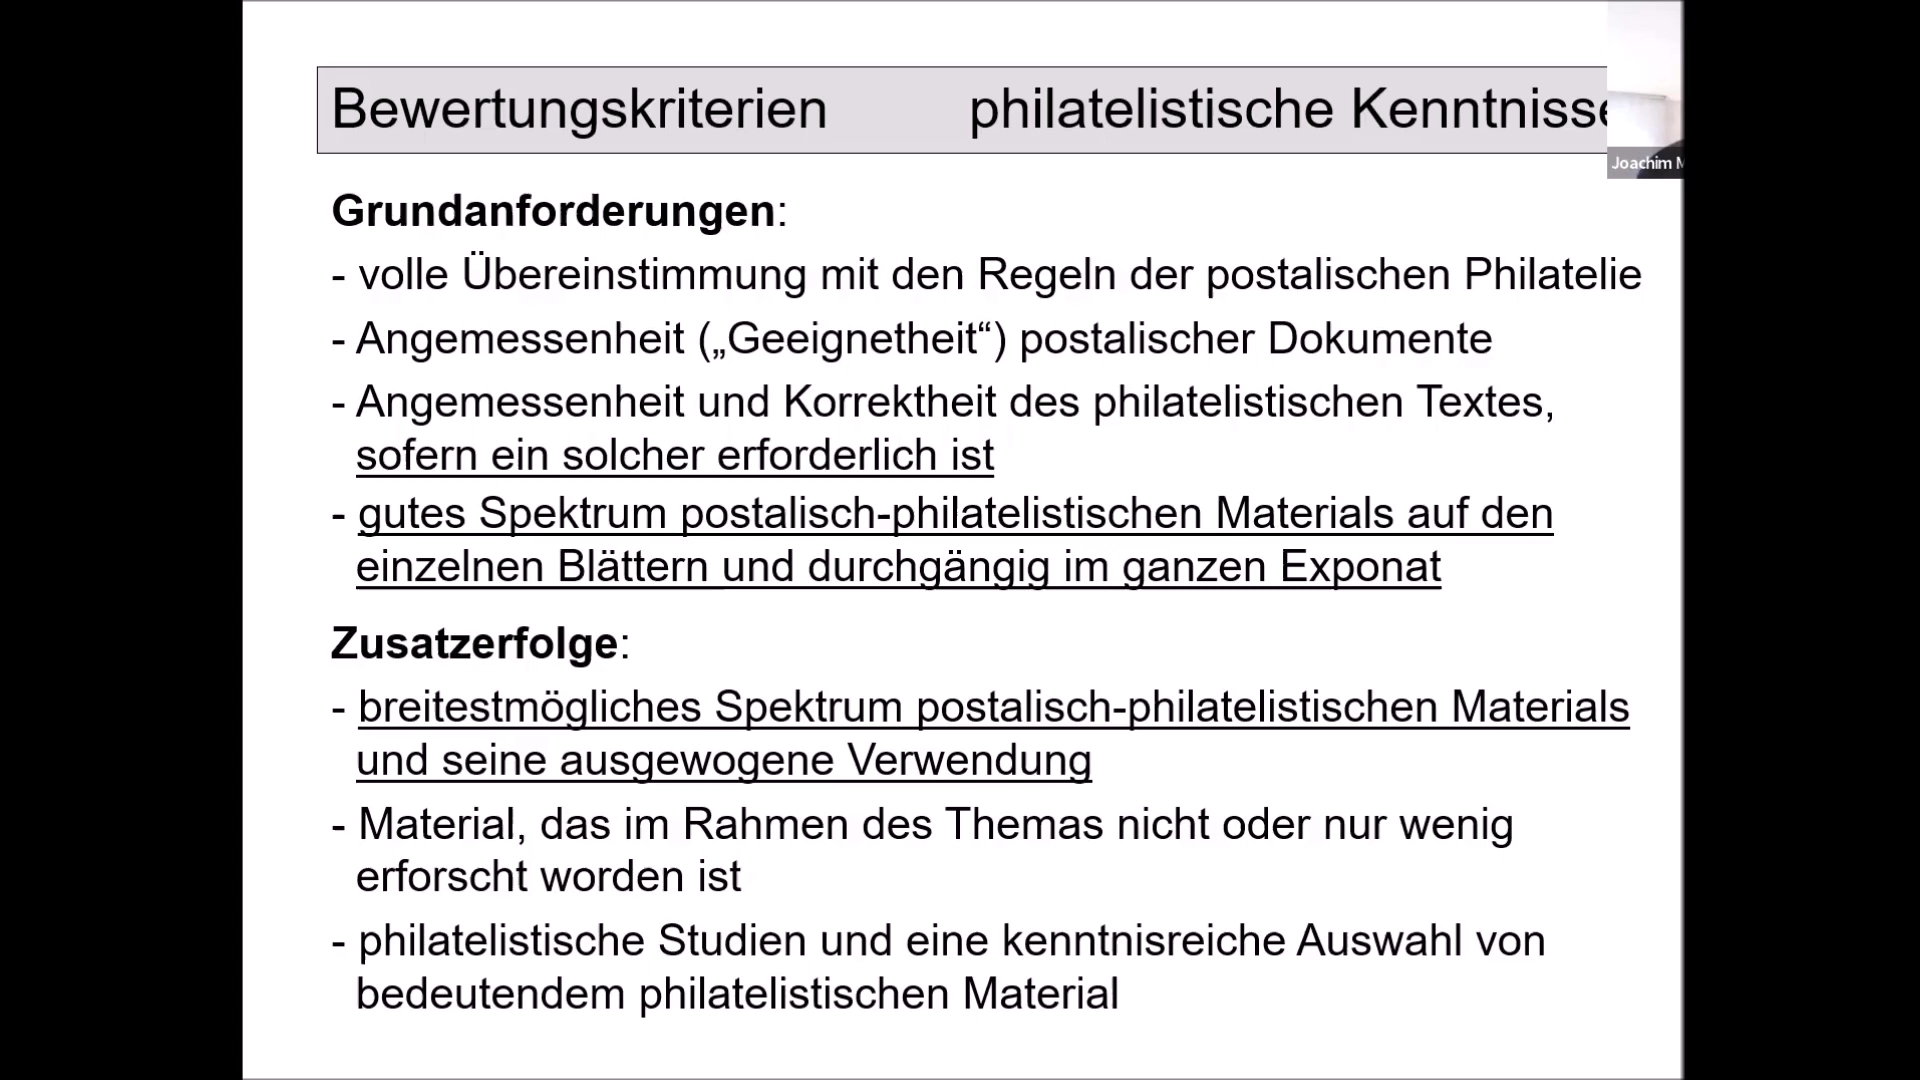 Bewertungskriterien philatelistische Kenntnisse
Joachim M
Grundanforderungen:
- volle Übereinstimmung mit den Regeln der postalischen Philatelie
- Angemessenheit („Geeignetheit“) postalischer Dokumente
- Angemessenheit und Korrektheit des philatelistischen Textes,
sofern ein solcher erforderlich ist
- gutes Spektrum postalisch-philatelistischen Materials auf den
einzelnen Blättern und durchgängig im ganzen Exponat
Zusatzerfolge:
- breitestmögliches Spektrum postalisch-philatelistischen Materials
und seine ausgewogene Verwendung
- Material, das im Rahmen des Themas nicht oder nur wenig
erforscht worden ist
- philatelistische Studien und eine kenntnisreiche Auswahl von
bedeutendem philatelistischen Material